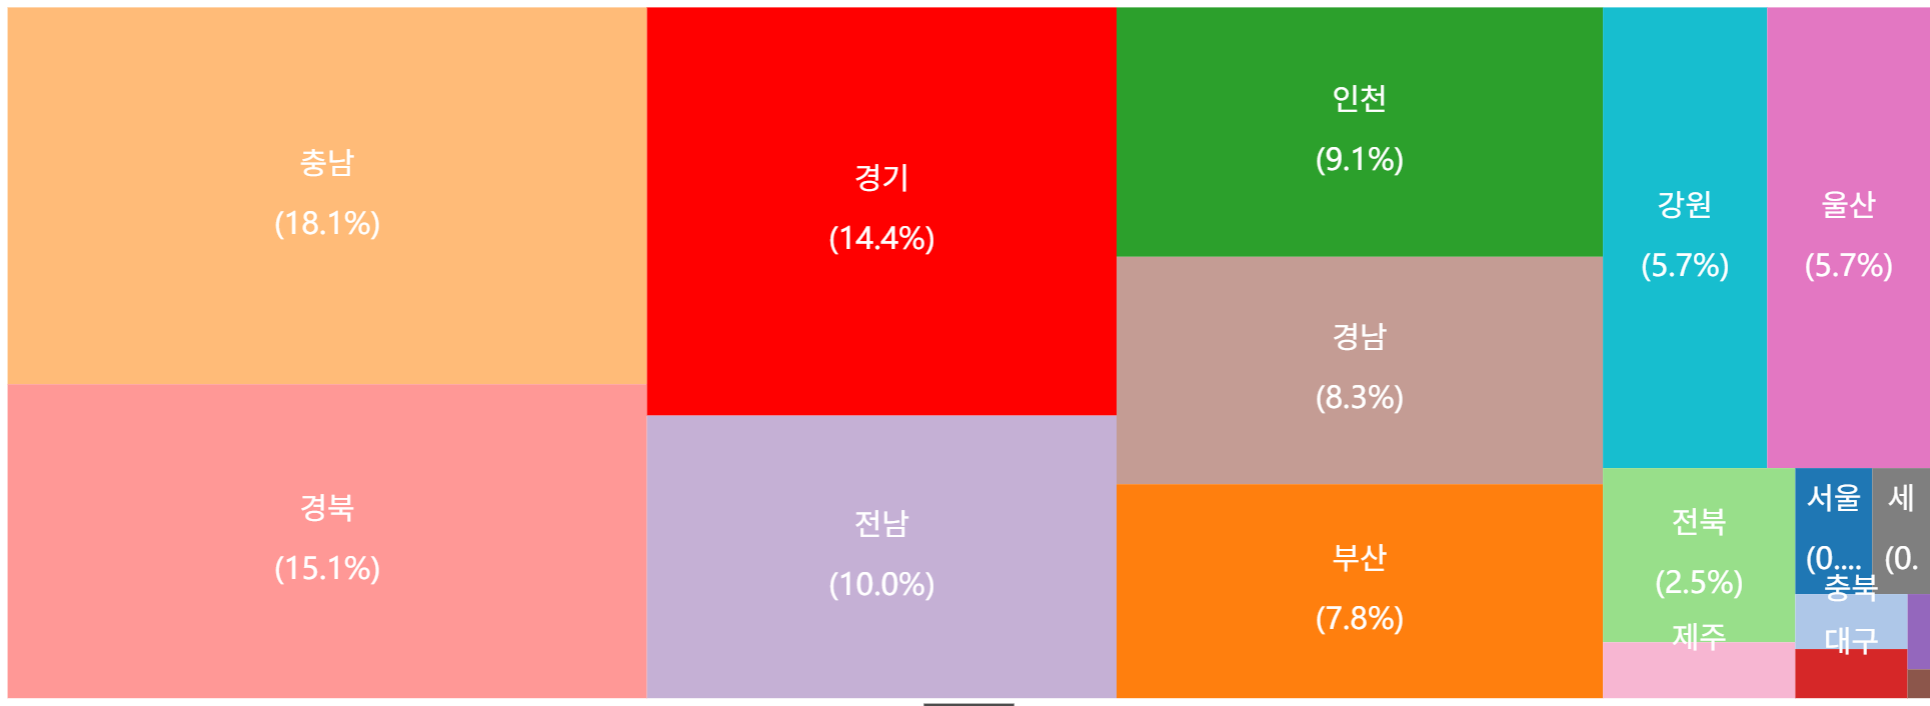 충남
(18.1%)
경북
(15.1%)
경기
(14.4%)
전남
(10.0%)
인천
(9.1%)
경남
(8.3%)
부산
(7.8%)
강원
(5.7%)
울산
(5.7%)
전북
(2.5%)
제주
서울
(0....
세
(0.
충북
대구